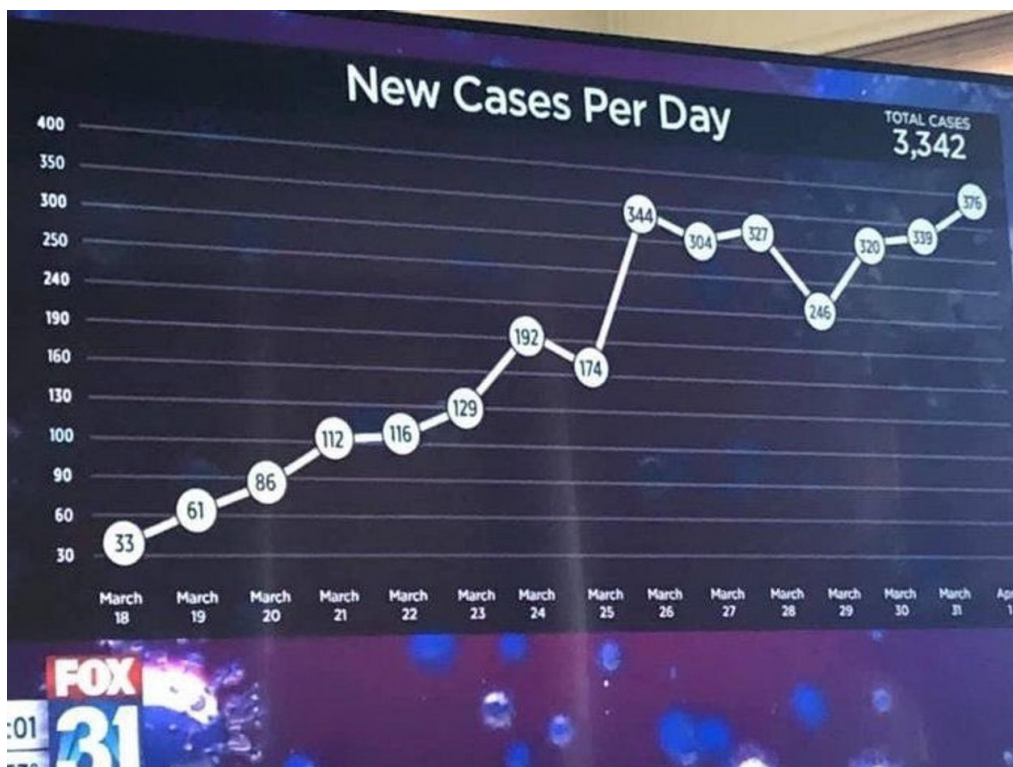 New Cases Per Day
TOTAL CASES
3,342
400
350
300
250
240
190
160
130
100
90
60
30
33
61
86
112
116
129
192
174
344
304
327
246
320
339
376
March 18
March 19
March 20
March 21
March 22
March 23
March 24
March 25
March 26
March 27
March 28
March 29
March 30
March 31
FOX
31
:01